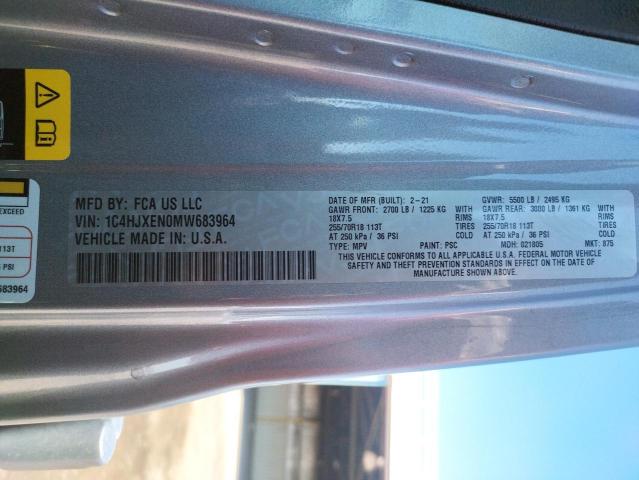 EXCEED
113T
PSI
683964
MFD BY: FCA US LLC
VIN: 1C4HJXEN0MW683964
VEHICLE MADE IN U.S.A.
DATE OF MFR (BUILT): 2-21 GVWR: 5500 LB / 2495 KG
GAWR FRONT: 2700 LB / 1225 KG WITH GAWR REAR: 3000 LB / 1361 KG WITH
18X7.5 RIMS 18X7.5 RIMS
255/70R18 113T TIRES 255/70R18 113T TIRES
AT 250 kPa / 36 PSI COLD AT 250 kPa / 36 PSI COLD
TYPE: MPV PAINT: PSC MDH: 021805 MKT: 875
THIS VEHICLE CONFORMS TO ALL APPLICABLE U.S.A. FEDERAL MOTOR VEHICLE
SAFETY AND THEFT PREVENTION STANDARDS IN EFFECT ON THE DATE OF
MANUFACTURE SHOWN ABOVE.